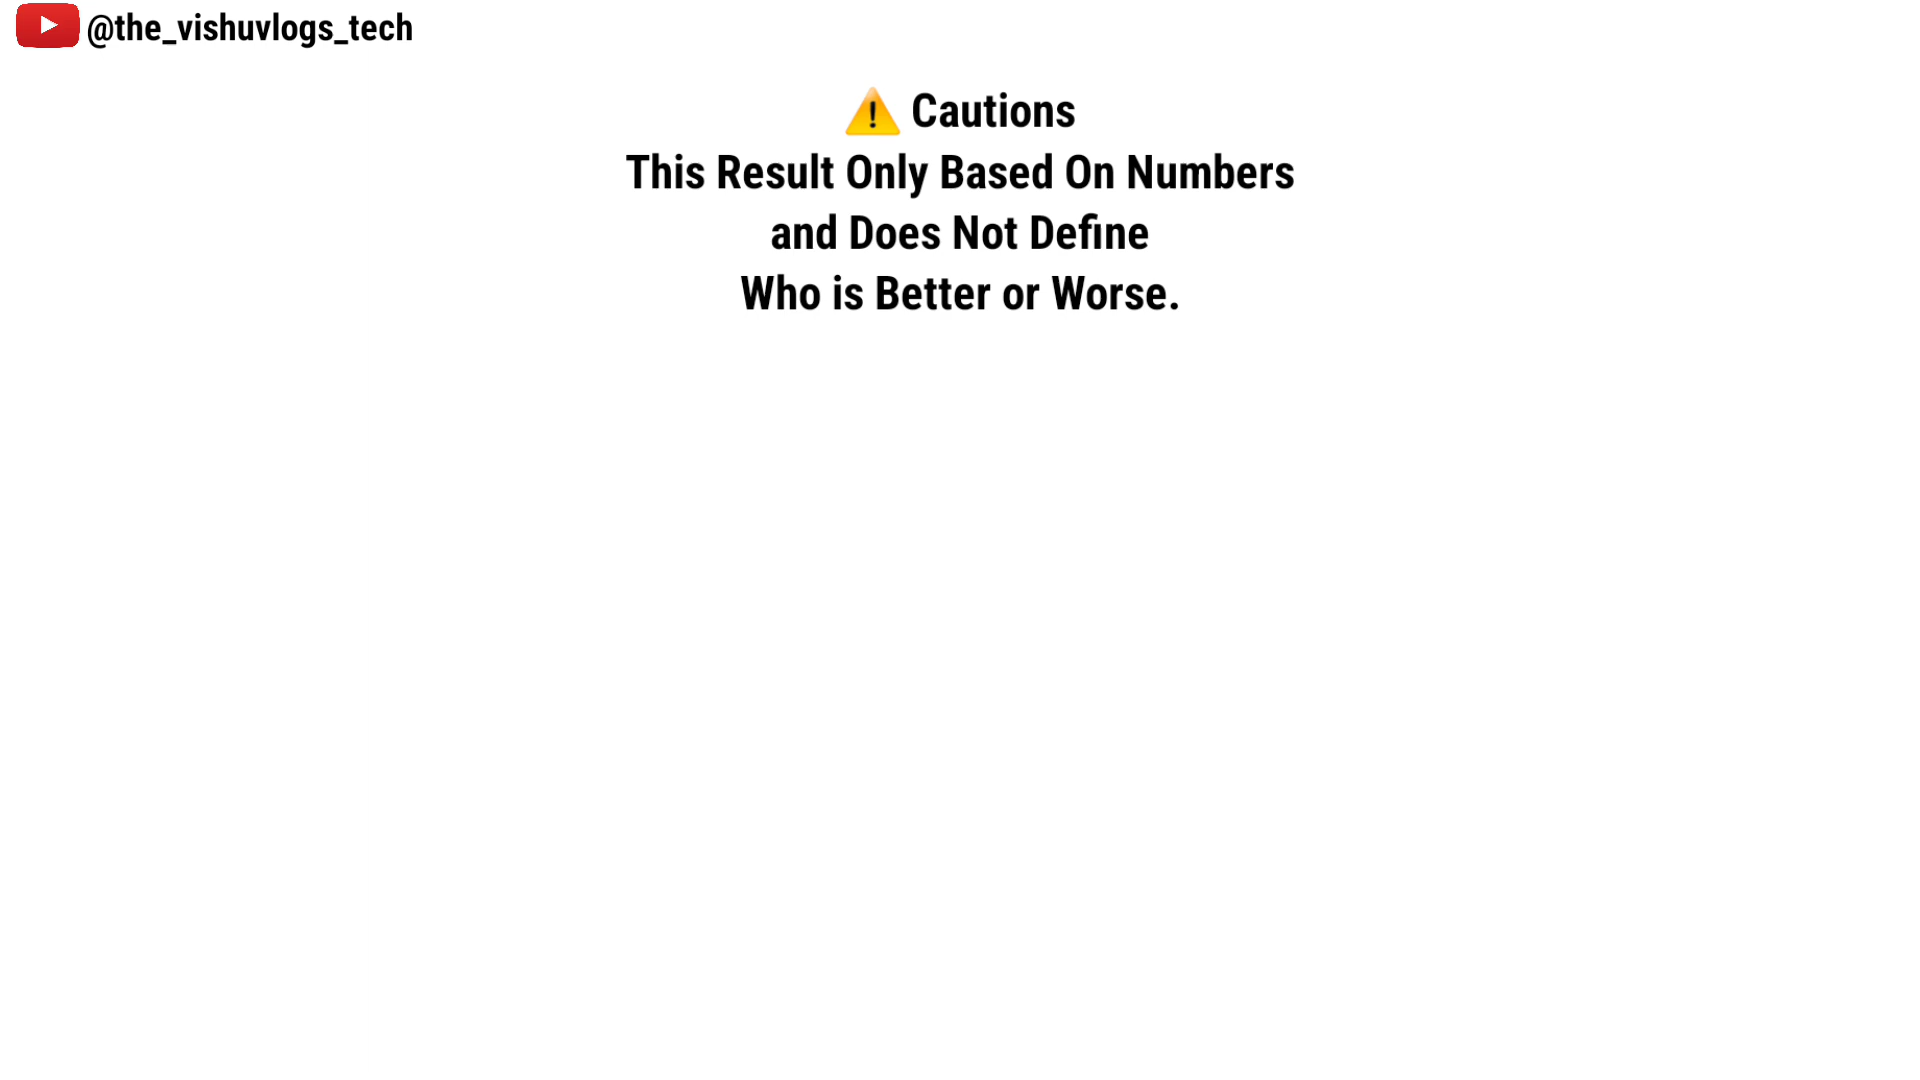 @the_vishuvlogs_tech
⚠️ Cautions
This Result Only Based On Numbers
and Does Not Define
Who is Better or Worse.